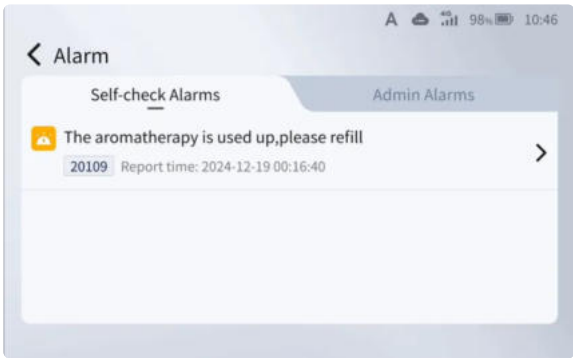 A 4G 98% 10:46
Alarm
Self-check Alarms Admin Alarms
The aromatherapy is used up,please refill
20109 Report time: 2024-12-19 00:16:40